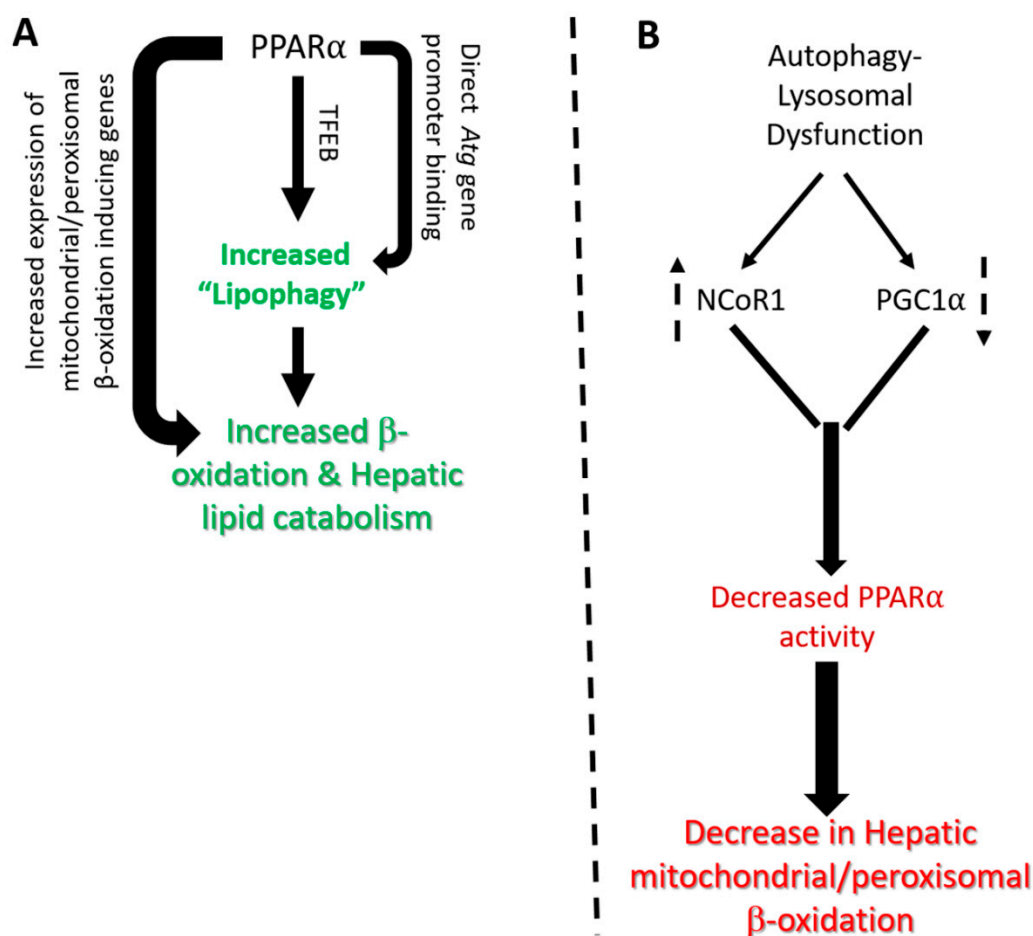 A
PPARα
Increased expression of
mitochondrial/peroxisomal
β-oxidation inducing genes
TFEB
Direct Atg gene
promoter binding
Increased
“Lipophagy”
Increased β-
oxidation & Hepatic
lipid catabolism
B
Autophagy-
Lysosomal
Dysfunction
NCoR1
PGC1α
Decreased PPARα
activity
Decrease in Hepatic
mitochondrial/peroxisomal
β-oxidation